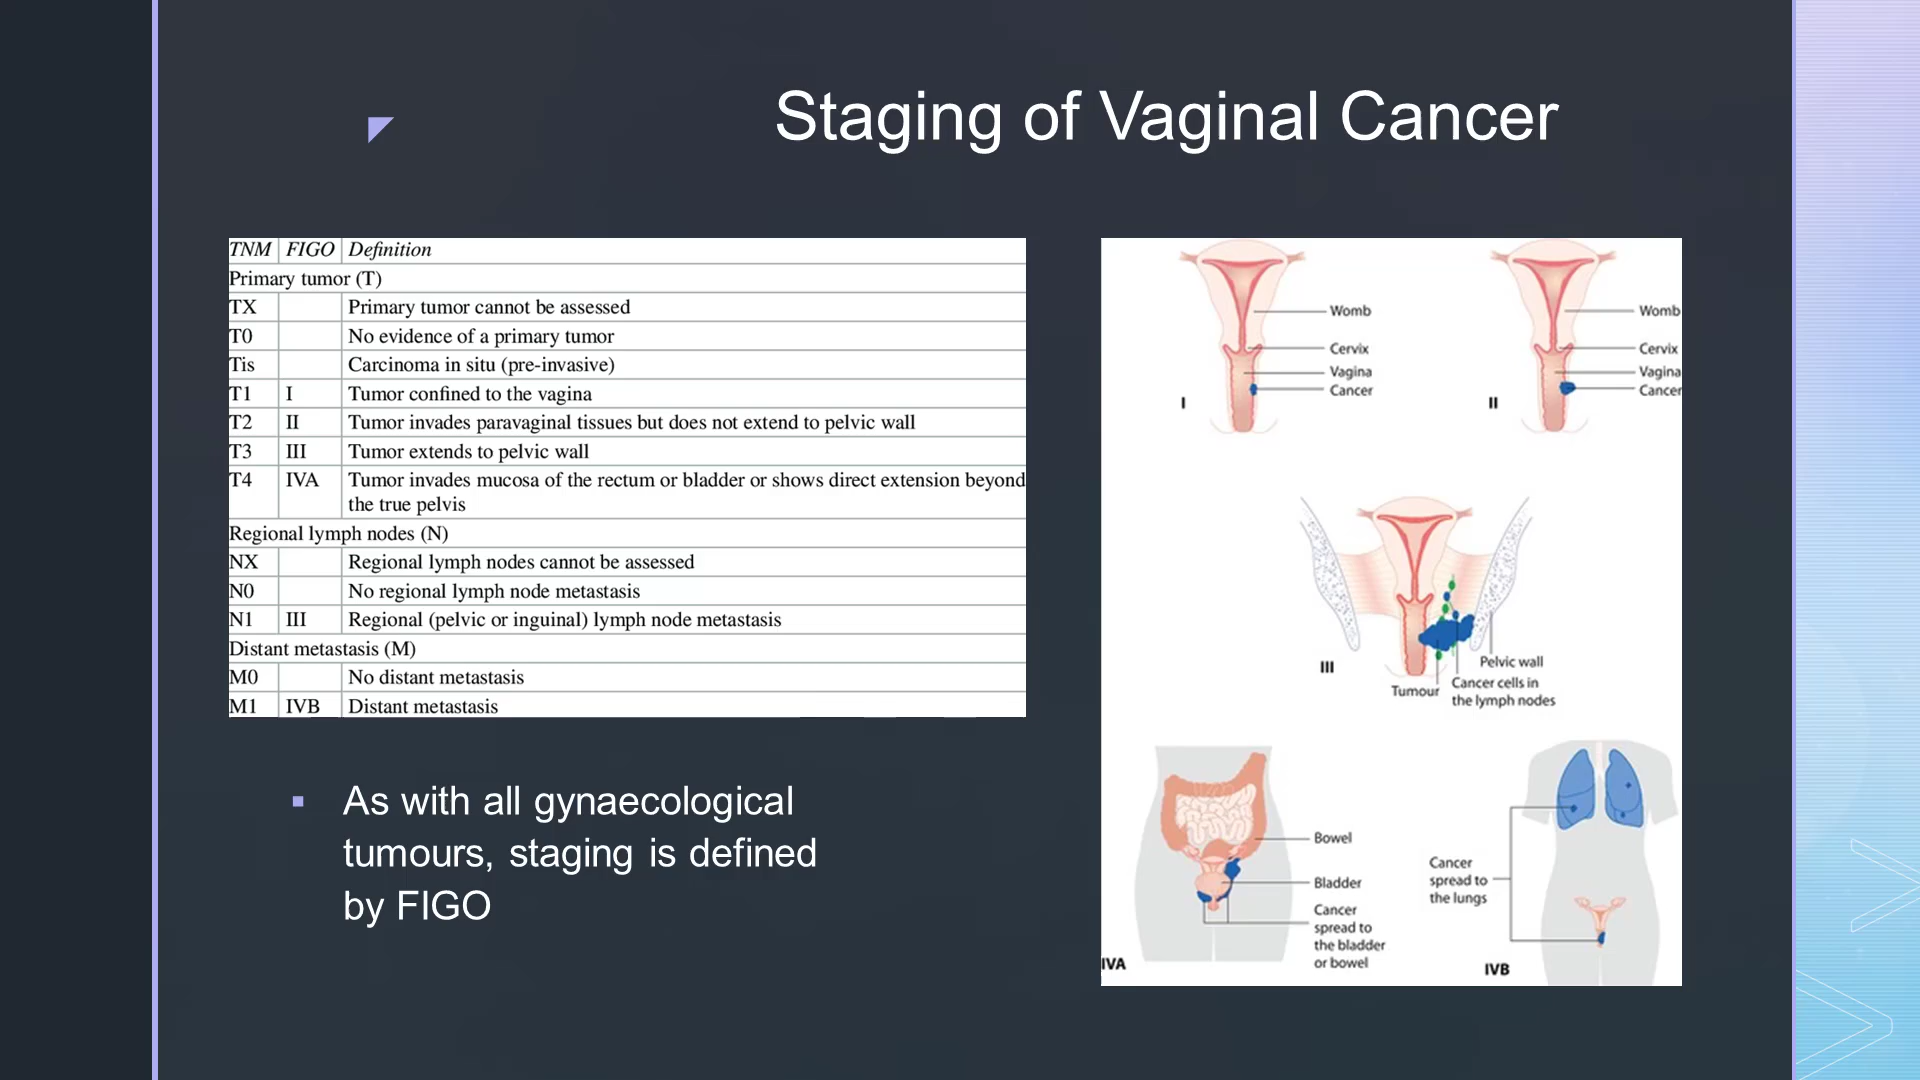 Staging of Vaginal Cancer
TNM FIGO Definition
Primary tumor (T)
TX Primary tumor cannot be assessed
T0 No evidence of a primary tumor
Tis Carcinoma in situ (pre-invasive)
T1 I Tumor confined to the vagina
T2 II Tumor invades paravaginal tissues but does not extend to pelvic wall
T3 III Tumor extends to pelvic wall
T4 IVA Tumor invades mucosa of the rectum or bladder or shows direct extension beyond
the true pelvis
Regional lymph nodes (N)
NX Regional lymph nodes cannot be assessed
N0 No regional lymph node metastasis
N1 III Regional (pelvic or inguinal) lymph node metastasis
Distant metastasis (M)
M0 No distant metastasis
M1 IVB Distant metastasis
As with all gynaecological
tumours, staging is defined
by FIGO
Womb
Cervix
Vagina
Cancer
I
Womb
Cervix
Vagina
Cancer
II
Pelvic wall
III
Tumour
Cancer cells in
the lymph nodes
Bowel
Bladder
Cancer
spread to
the bladder
or bowel
IVA
Cancer
spread to
the lungs
IVB